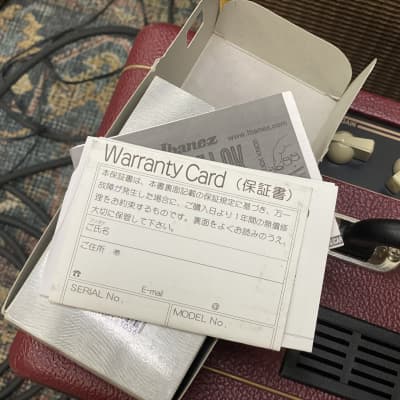 Ibanez
www.ibanez.com
Warranty Card (保証書)
本保証書は、本書裏面記載の保証規定に基づき、万一
故障が発生した場合に、ご購入日より1年間の無償修
理をお約束するものです。裏面をよくお読みのうえ、
大切に保管して下さい。
ご氏名
ご住所 〒
☎ E-mail @
SERIAL No. MODEL No.